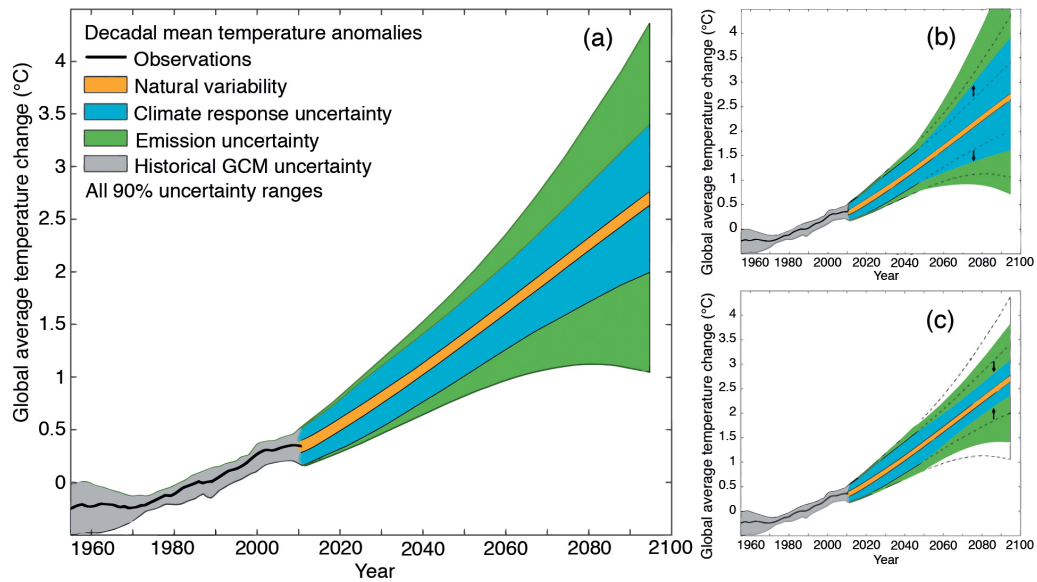 (a)
Decadal mean temperature anomalies
Observations
Natural variability
Climate response uncertainty
Emission uncertainty
Historical GCM uncertainty
All 90% uncertainty ranges
Global average temperature change (°C)
4
3.5
3
2.5
2
1.5
1
0.5
0
1960 1980 2000 2020 2040 2060 2080 2100
Year
(b)
Global average temperature change (°C)
4
3.5
3
2.5
2
1.5
1
0.5
0
1960 1980 2000 2020 2040 2060 2080 2100
Year
(c)
Global average temperature change (°C)
4
3.5
3
2.5
2
1.5
1
0.5
0
1960 1980 2000 2020 2040 2060 2080 2100
Year